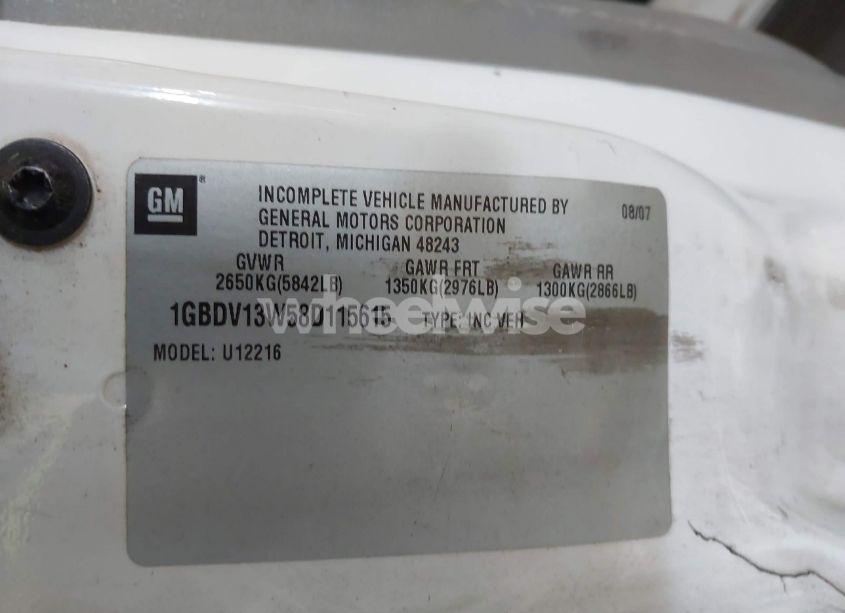 GM ®
INCOMPLETE VEHICLE MANUFACTURED BY
GENERAL MOTORS CORPORATION
DETROIT, MICHIGAN 48243
08/07
GVWR GAWR FRT GAWR RR
2650KG(5842LB) 1350KG(2976LB) 1300KG(2866LB)
1GBDV13W58D115615 TYPE: INC VEH
wheelwise
MODEL: U12216